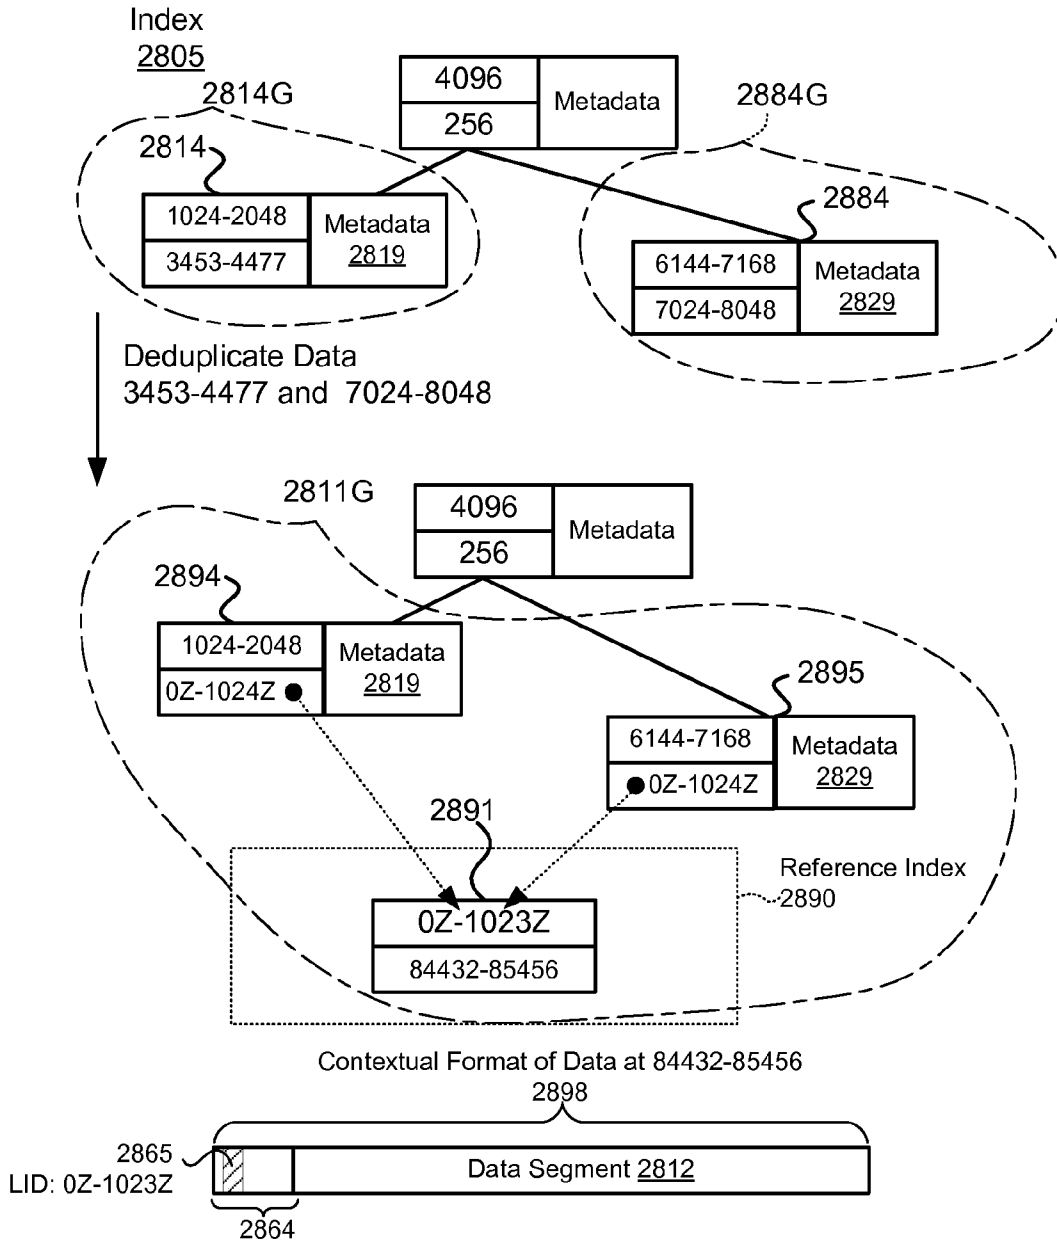 Index
2805
2814G
4096
256
Metadata
2884G
2814
1024-2048
3453-4477
Metadata
2819
2884
6144-7168
7024-8048
Metadata
2829
Deduplicate Data
3453-4477 and 7024-8048
2811G
4096
256
Metadata
2894
1024-2048
0Z-1024Z
Metadata
2819
2895
6144-7168
0Z-1024Z
Metadata
2829
2891
0Z-1023Z
84432-85456
Reference Index
2890
Contextual Format of Data at 84432-85456
2898
2865
LID: 0Z-1023Z
Data Segment 2812
2864